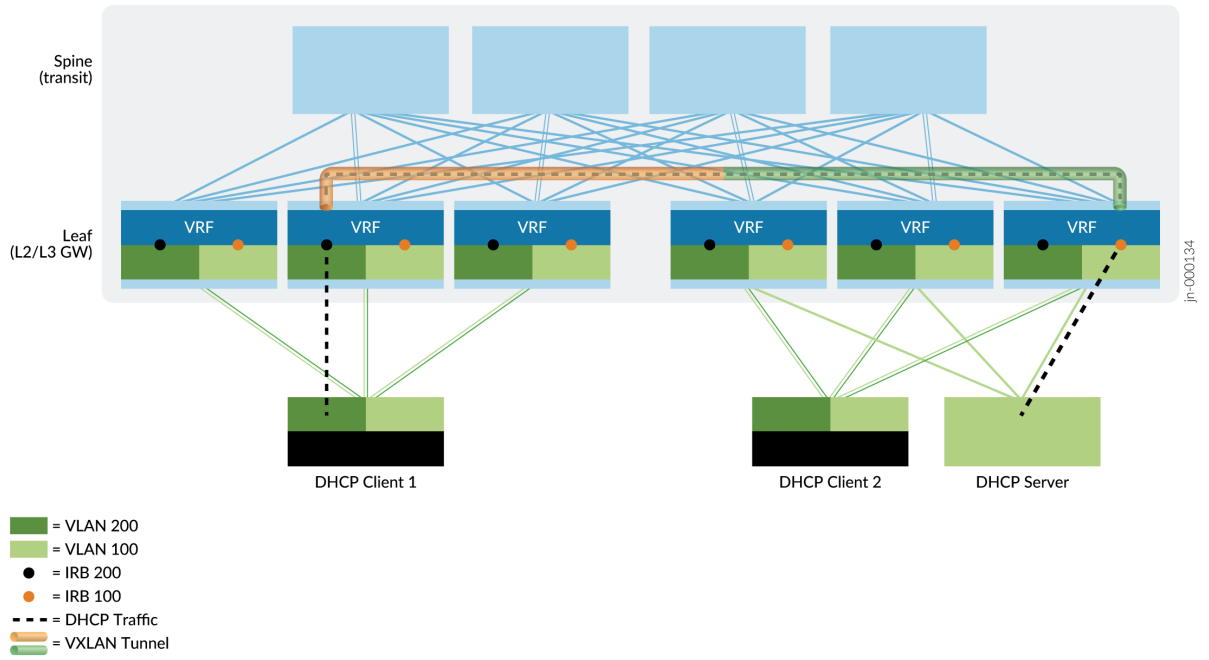 Spine
(transit)
Leaf
(L2/L3 GW)
VRF
VRF
VRF
VRF
VRF
VRF
jn-000134
DHCP Client 1
DHCP Client 2
DHCP Server
= VLAN 200
= VLAN 100
= IRB 200
= IRB 100
= DHCP Traffic
= VXLAN Tunnel